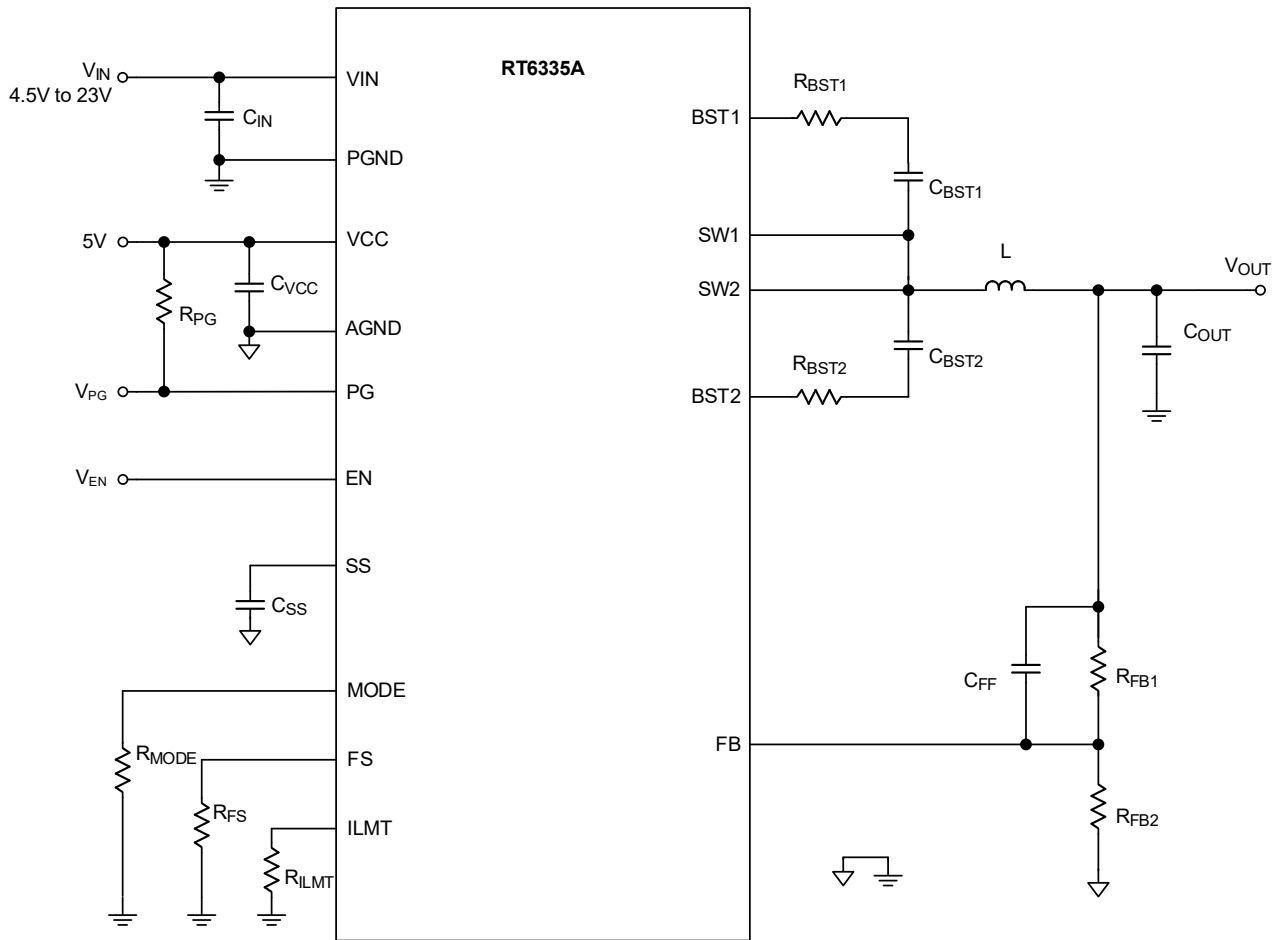 RT6335A
VIN
4.5V to 23V
CIN
VIN
PGND
5V
VCC
CVCC
RPG
AGND
VPG
PG
VEN
EN
SS
CSS
MODE
RMODE
FS
RFS
ILMT
RILMT
BST1
RBST1
CBST1
SW1
SW2
L
VOUT
COUT
CBST2
RBST2
BST2
CFF
RFB1
FB
RFB2